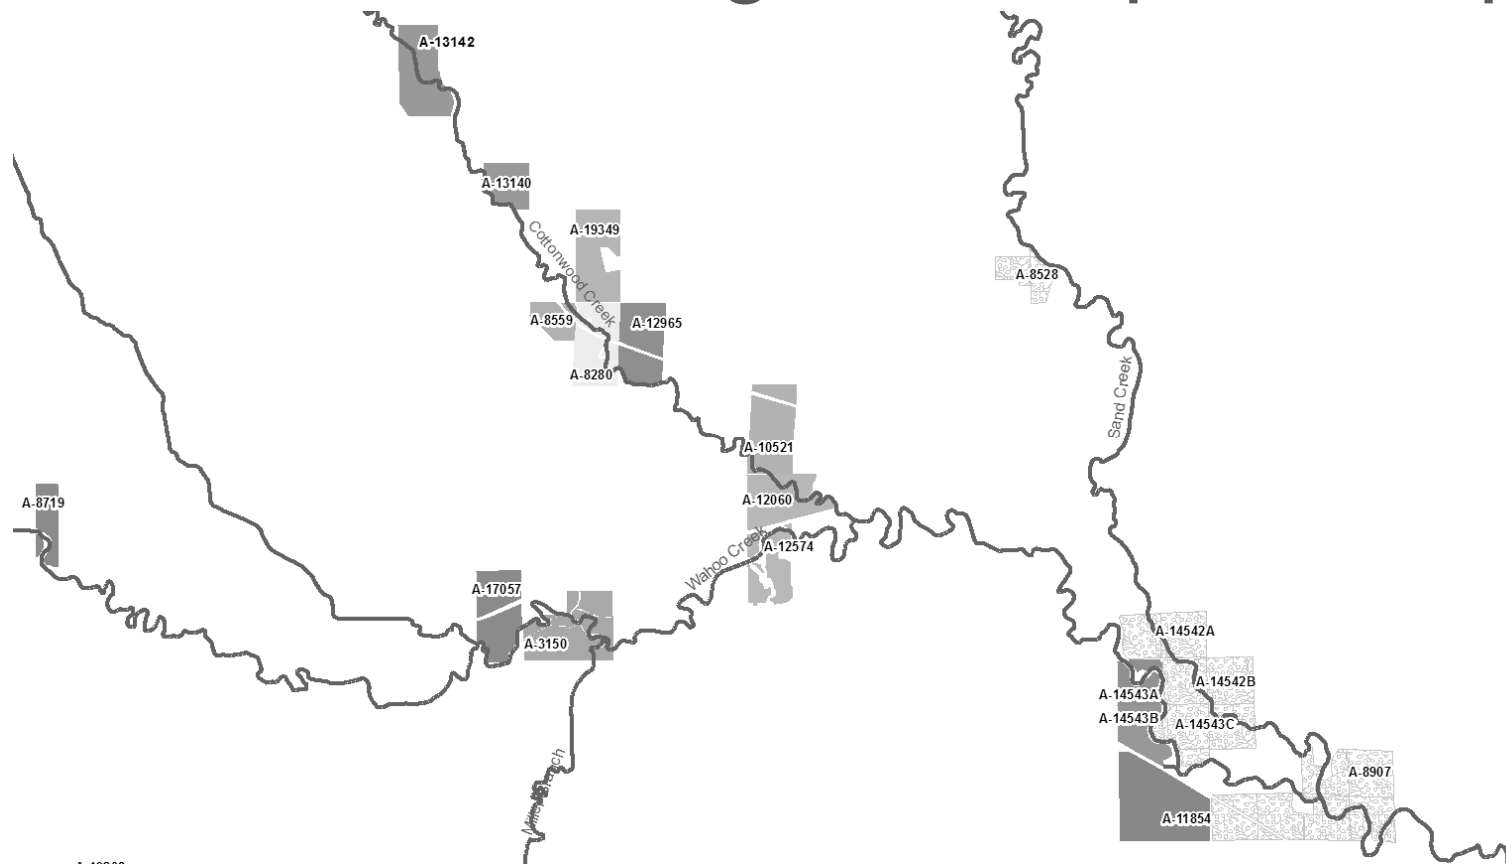 A-13142
A-13140
A-19349
Cottonwood Creek
A-8528
A-8559
A-12965
A-8280
Sand Creek
A-10521
A-12060
A-8719
Wahoo Creek
A-12574
A-17057
A-3150
A-14542A
A-14542B
A-14543A
A-14543B
A-14543C
Branch
A-8907
A-11854